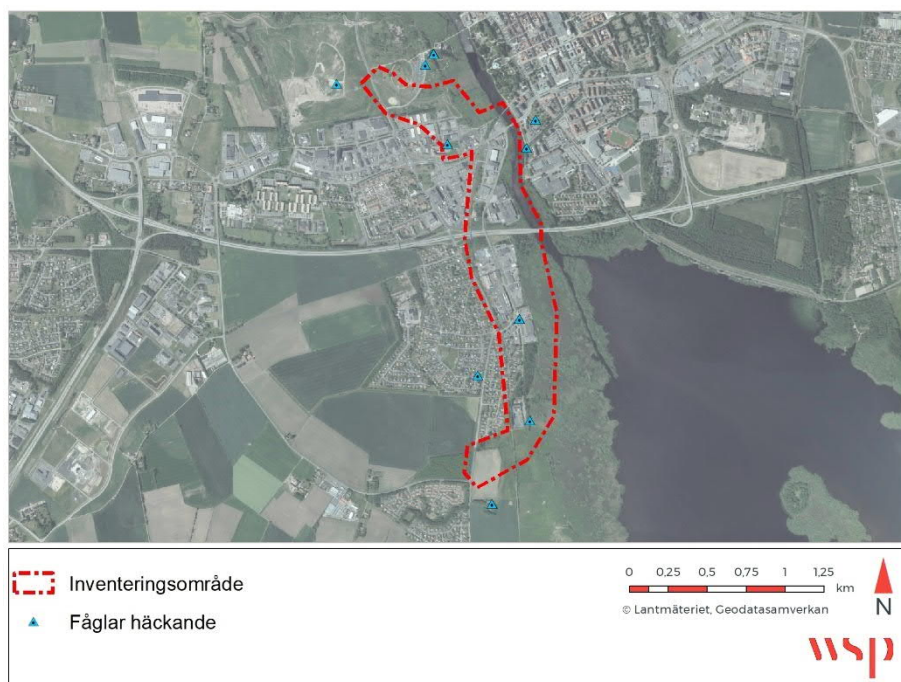 Inventeringsområde
Fåglar häckande
0 0,25 0,5 0,75 1 1,25
km
© Lantmäteriet, Geodatasamverkan
N
wsp